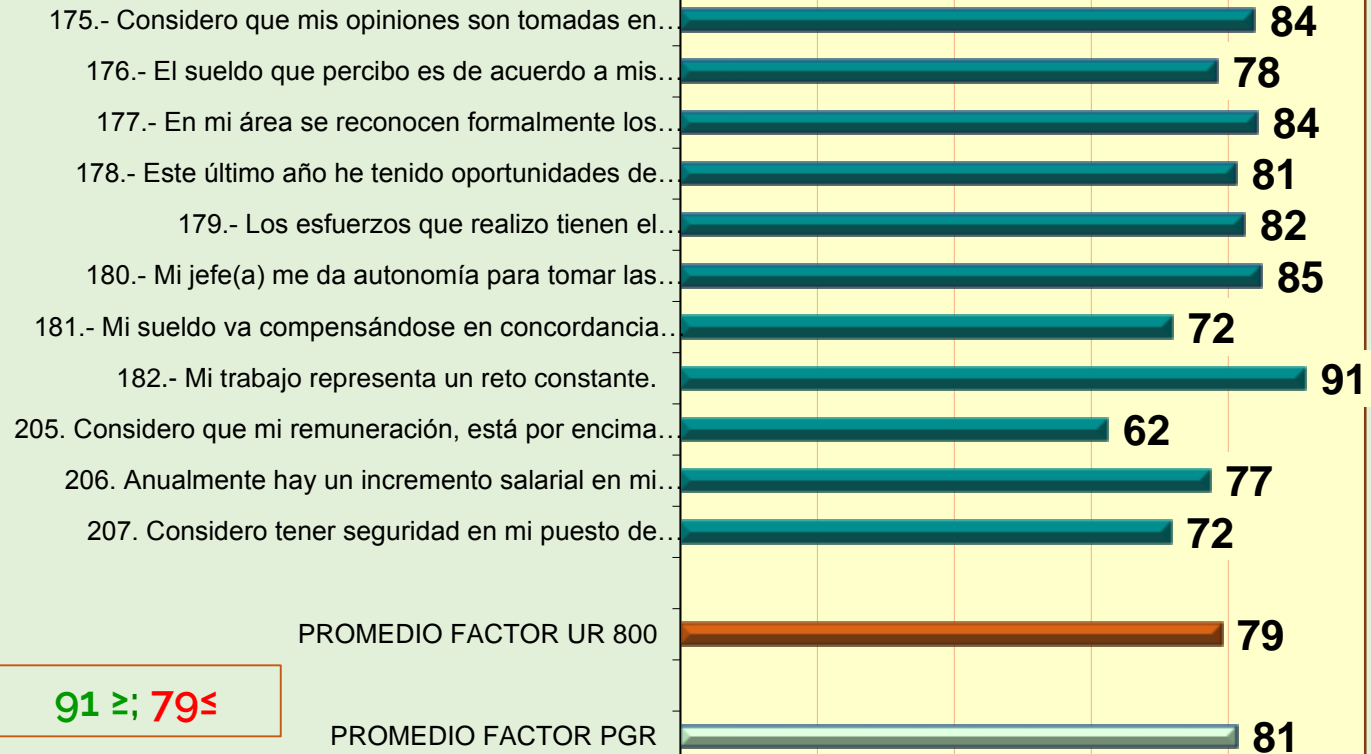 175.- Considero que mis opiniones son tomadas en… 84
176.- El sueldo que percibo es de acuerdo a mis… 78
177.- En mi área se reconocen formalmente los… 84
178.- Este último año he tenido oportunidades de… 81
179.- Los esfuerzos que realizo tienen el… 82
180.- Mi jefe(a) me da autonomía para tomar las… 85
181.- Mi sueldo va compensándose en concordancia… 72
182.- Mi trabajo representa un reto constante. 91
205. Considero que mi remuneración, está por encima… 62
206. Anualmente hay un incremento salarial en mi… 77
207. Considero tener seguridad en mi puesto de… 72
PROMEDIO FACTOR UR 800 79
91 ≥; 79≤
PROMEDIO FACTOR PGR 81